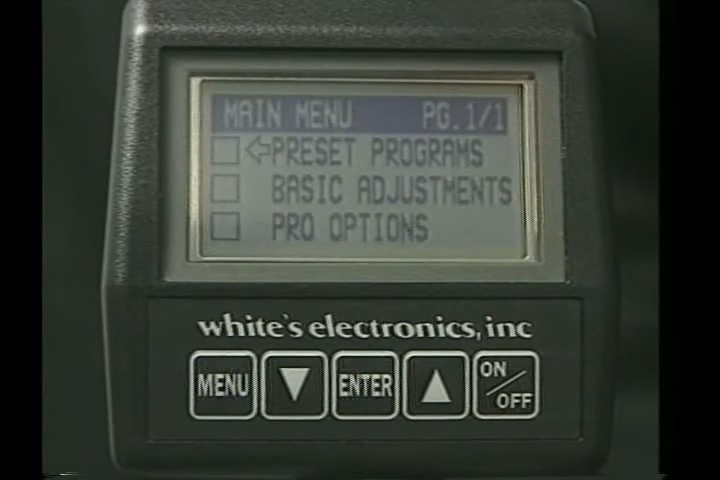 MAIN MENU PG.1/1
PRESET PROGRAMS
BASIC ADJUSTMENTS
PRO OPTIONS
white's electronics, inc
MENU ENTER ON/OFF